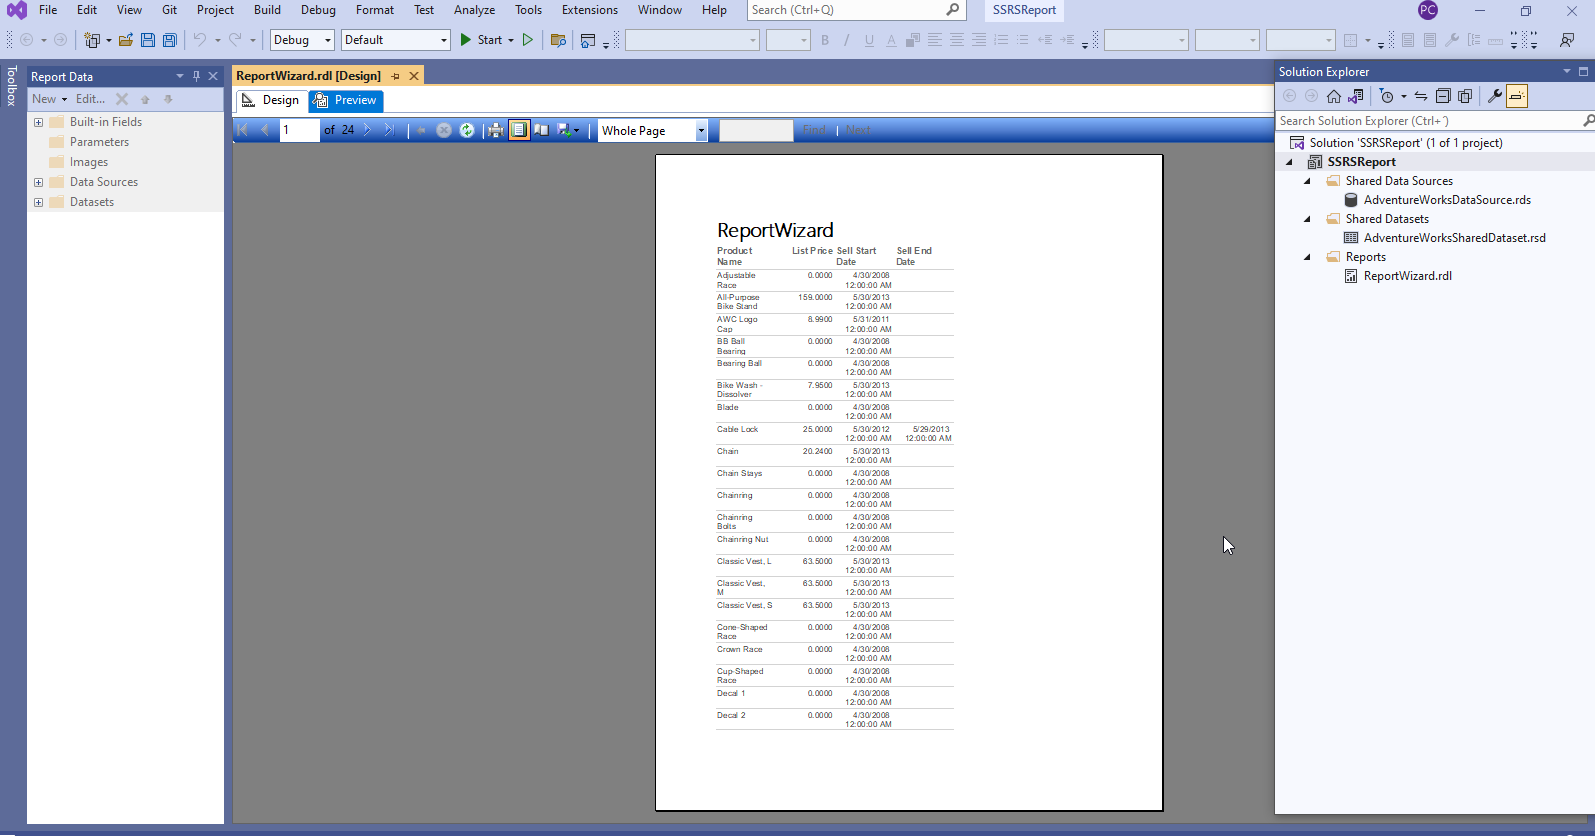 File Edit View Git Project Build Debug Format Test Analyze Tools Extensions Window Help Search (Ctrl+Q) SSRSReport PC
Debug Default Start
Toolbox
Report Data
New Edit...
Built-in Fields
Parameters
Images
Data Sources
Datasets
ReportWizard.rdl [Design]
Design Preview
1 of 24 Whole Page Find Next
ReportWizard
Product Name List Price Sell Start Date Sell End Date
Adjustable Race 0.0000 4/30/2008 12:00:00 AM
All-Purpose Bike Stand 159.0000 5/30/2013 12:00:00 AM
AWC Logo Cap 8.9900 5/31/2011 12:00:00 AM
BB Ball Bearing 0.0000 4/30/2008 12:00:00 AM
Bearing Ball 0.0000 4/30/2008 12:00:00 AM
Bike Wash - Dissolver 7.9500 5/30/2013 12:00:00 AM
Blade 0.0000 4/30/2008 12:00:00 AM
Cable Lock 25.0000 5/30/2012 12:00:00 AM 5/29/2013 12:00:00 AM
Chain 20.2400 5/30/2013 12:00:00 AM
Chain Stays 0.0000 4/30/2008 12:00:00 AM
Chainring 0.0000 4/30/2008 12:00:00 AM
Chainring Bolts 0.0000 4/30/2008 12:00:00 AM
Chainring Nut 0.0000 4/30/2008 12:00:00 AM
Classic Vest, L 63.5000 5/30/2013 12:00:00 AM
Classic Vest, M 63.5000 5/30/2013 12:00:00 AM
Classic Vest, S 63.5000 5/30/2013 12:00:00 AM
Cone-Shaped Race 0.0000 4/30/2008 12:00:00 AM
Crown Race 0.0000 4/30/2008 12:00:00 AM
Cup-Shaped Race 0.0000 4/30/2008 12:00:00 AM
Decal 1 0.0000 4/30/2008 12:00:00 AM
Decal 2 0.0000 4/30/2008 12:00:00 AM
Solution Explorer
Search Solution Explorer (Ctrl+´)
Solution 'SSRSReport' (1 of 1 project)
SSRSReport
Shared Data Sources
AdventureWorksDataSource.rds
Shared Datasets
AdventureWorksSharedDataset.rsd
Reports
ReportWizard.rdl